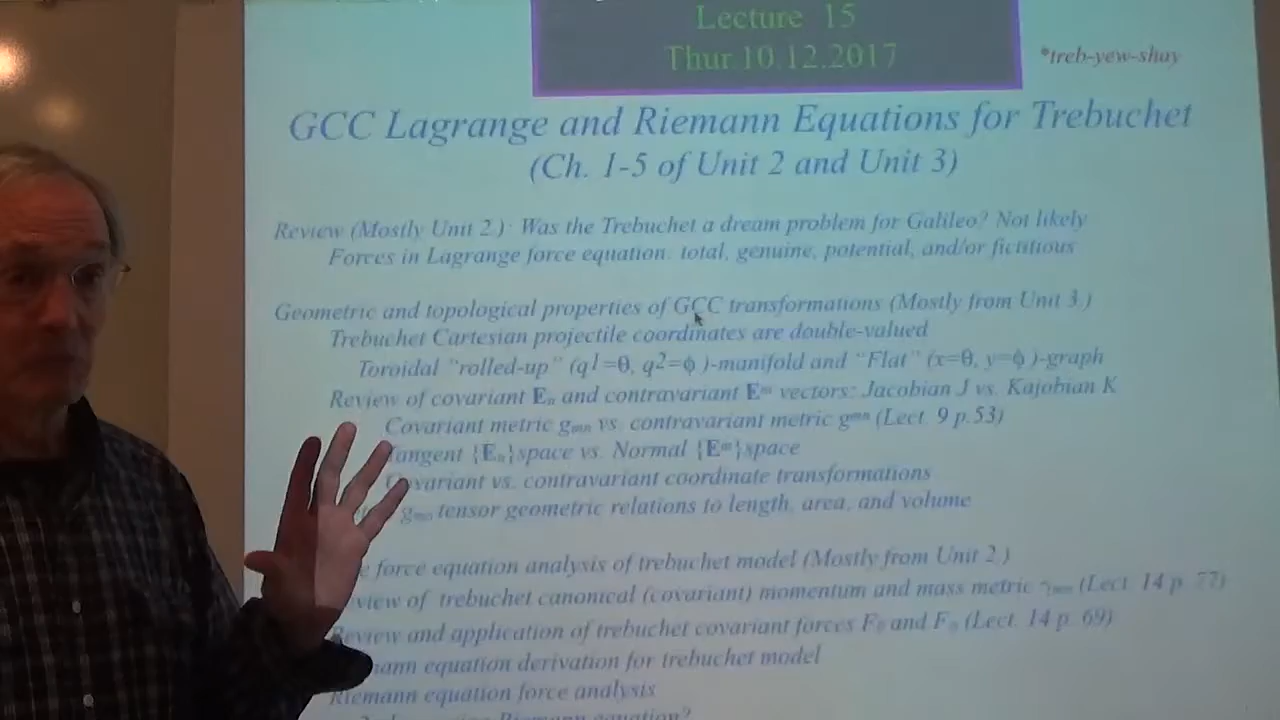 Lecture 15
Thur.10.12.2017
*treb-yew-shay
GCC Lagrange and Riemann Equations for Trebuchet
(Ch. 1-5 of Unit 2 and Unit 3)
Review (Mostly Unit 2.): Was the Trebuchet a dream problem for Galileo? Not likely
Forces in Lagrange force equation: total, genuine, potential, and/or fictitious
Geometric and topological properties of GCC transformations (Mostly from Unit 3.)
Trebuchet Cartesian projectile coordinates are double-valued
Toroidal "rolled-up" (q1=θ, q2=ϕ )-manifold and "Flat" (x=θ, y=ϕ )-graph
Review of covariant Eₙ and contravariant Eᵐ vectors: Jacobian J vs. Kajobian K
Covariant metric gₘₙ vs. contravariant metric gᵐⁿ (Lect. 9 p.53)
Tangent {Eₙ}space vs. Normal {Eᵐ}space
Covariant vs. contravariant coordinate transformations
gₘₙ tensor geometric relations to length, area, and volume
e force equation analysis of trebuchet model (Mostly from Unit 2.)
view of trebuchet canonical (covariant) momentum and mass metric γₘₙ (Lect. 14 p. 77)
Review and application of trebuchet covariant forces F and F (Lect. 14 p. 69)
mann equation derivation for trebuchet model
Riemann equation force analysis
Riemann equation?